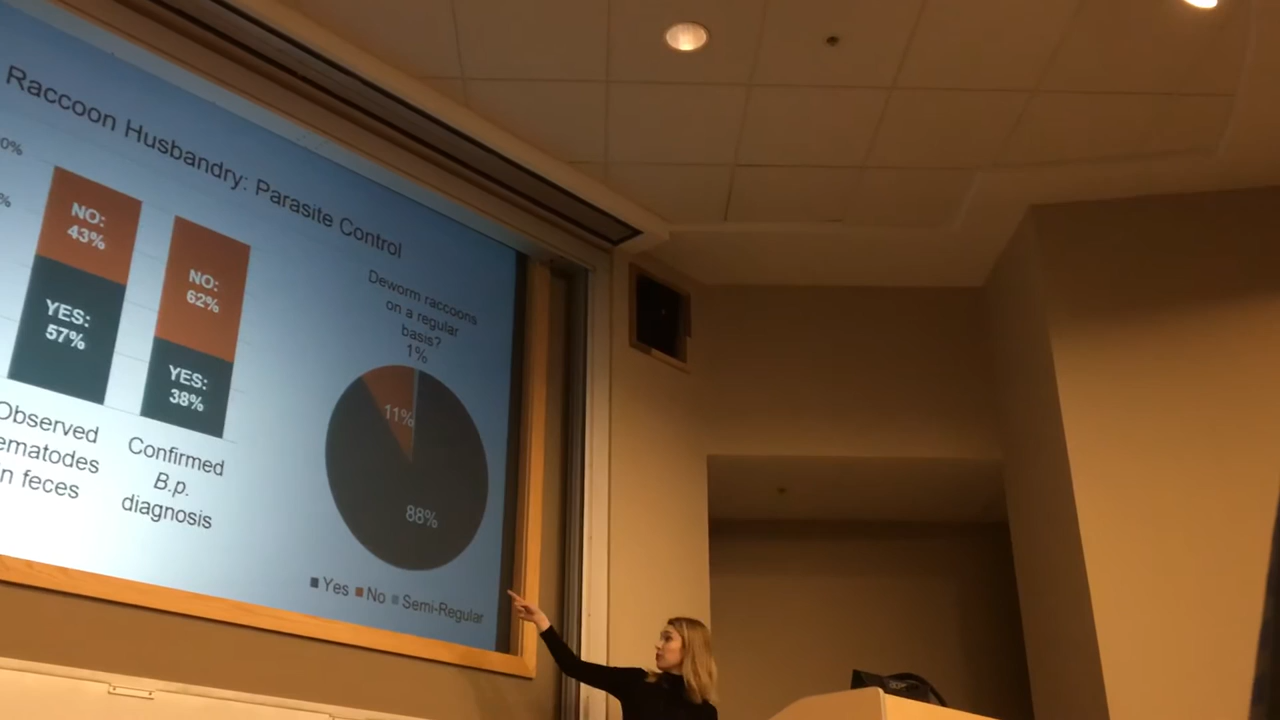 Raccoon Husbandry: Parasite Control
0%
%
NO:
43%
YES:
57%
NO:
62%
YES:
38%
Observed
ematodes
n feces
Confirmed
B.p.
diagnosis
Deworm raccoons
on a regular
basis?
1%
11%
88%
Yes No Semi-Regular